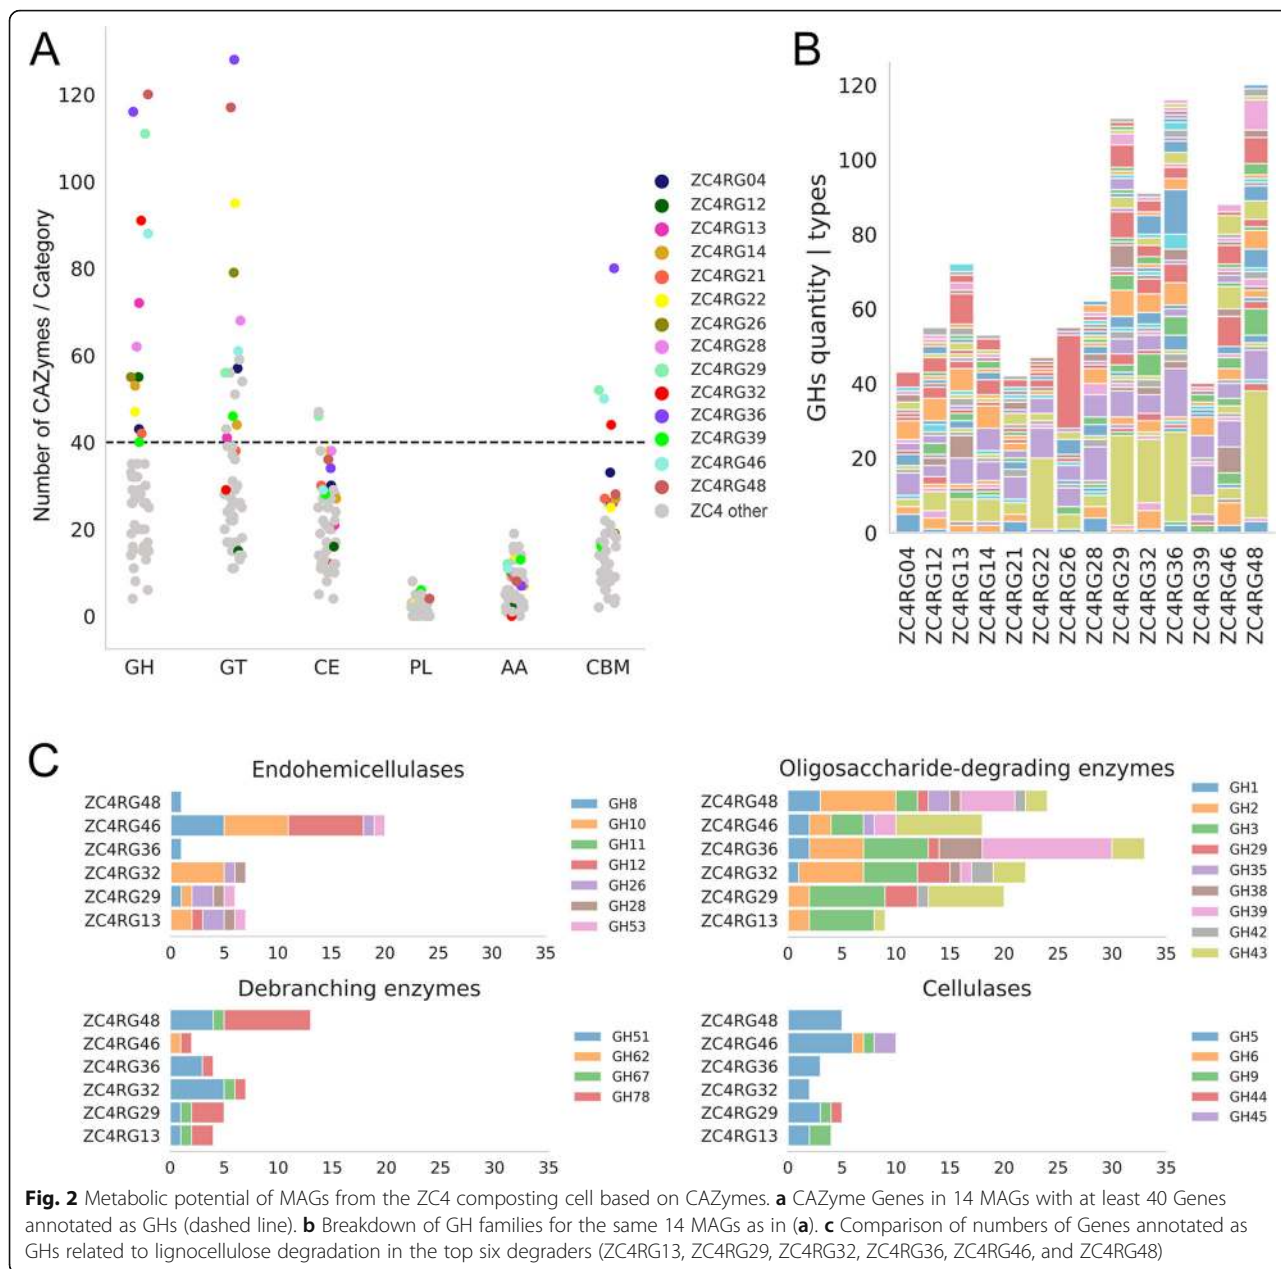 A
Number of CAZymes / Category
120
100
80
60
40
20
0
GH
GT
CE
PL
AA
CBM
ZC4RG04
ZC4RG12
ZC4RG13
ZC4RG14
ZC4RG21
ZC4RG22
ZC4RG26
ZC4RG28
ZC4RG29
ZC4RG32
ZC4RG36
ZC4RG39
ZC4RG46
ZC4RG48
ZC4 other
B
GHs quantity | types
120
100
80
60
40
20
0
ZC4RG04
ZC4RG12
ZC4RG13
ZC4RG14
ZC4RG21
ZC4RG22
ZC4RG26
ZC4RG28
ZC4RG29
ZC4RG32
ZC4RG36
ZC4RG39
ZC4RG46
ZC4RG48
C
Endohemicellulases
ZC4RG48
ZC4RG46
ZC4RG36
ZC4RG32
ZC4RG29
ZC4RG13
0 5 10 15 20 25 30 35
GH8
GH10
GH11
GH12
GH26
GH28
GH53
Oligosaccharide-degrading enzymes
ZC4RG48
ZC4RG46
ZC4RG36
ZC4RG32
ZC4RG29
ZC4RG13
0 5 10 15 20 25 30 35
GH1
GH2
GH3
GH29
GH35
GH38
GH39
GH42
GH43
Debranching enzymes
ZC4RG48
ZC4RG46
ZC4RG36
ZC4RG32
ZC4RG29
ZC4RG13
0 5 10 15 20 25 30 35
GH51
GH62
GH67
GH78
Cellulases
ZC4RG48
ZC4RG46
ZC4RG36
ZC4RG32
ZC4RG29
ZC4RG13
0 5 10 15 20 25 30 35
GH5
GH6
GH9
GH44
GH45
Fig. 2 Metabolic potential of MAGs from the ZC4 composting cell based on CAZymes. a CAZyme Genes in 14 MAGs with at least 40 Genes
annotated as GHs (dashed line). b Breakdown of GH families for the same 14 MAGs as in (a). c Comparison of numbers of Genes annotated as
GHs related to lignocellulose degradation in the top six degraders (ZC4RG13, ZC4RG29, ZC4RG32, ZC4RG36, ZC4RG46, and ZC4RG48)